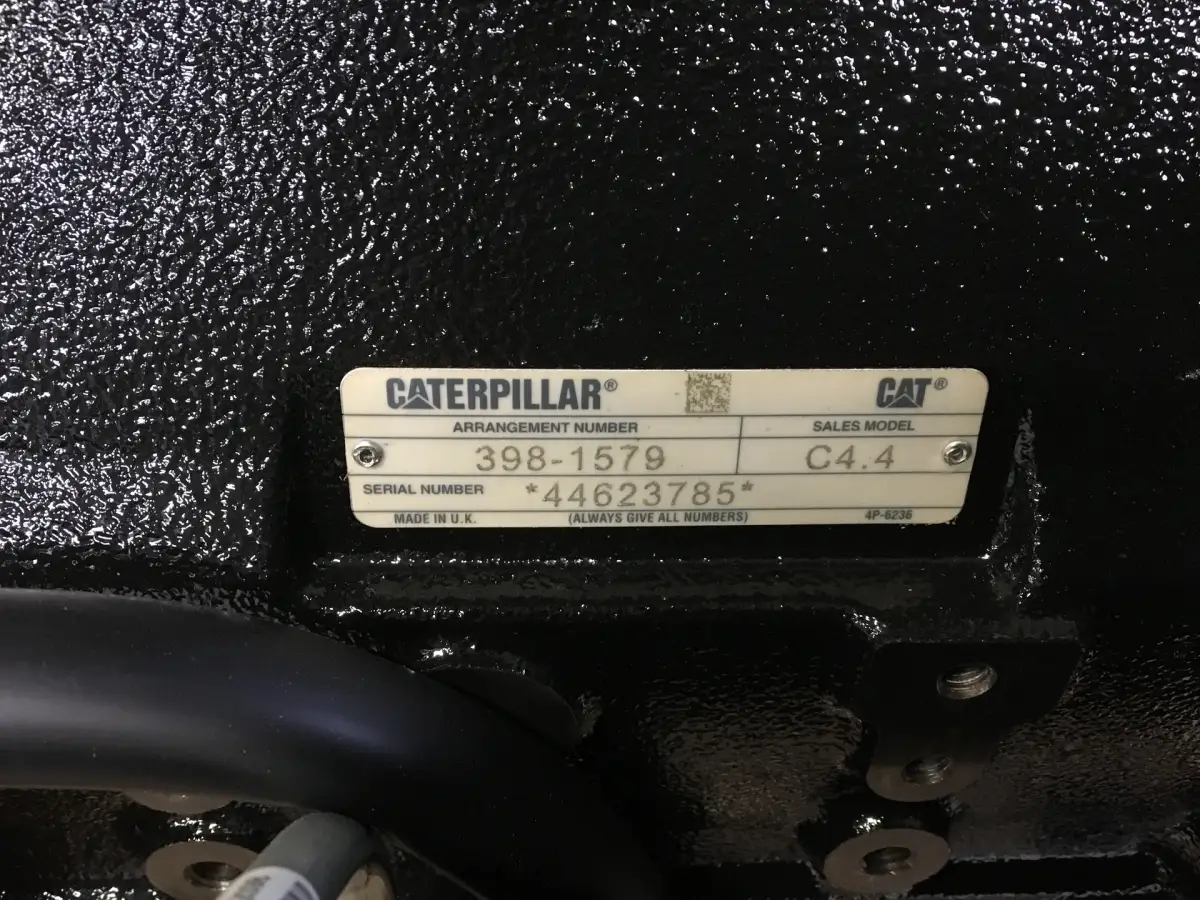 CATERPILLAR® CAT®
ARRANGEMENT NUMBER SALES MODEL
398-1579 C4.4
SERIAL NUMBER *44623785*
MADE IN U.K. (ALWAYS GIVE ALL NUMBERS) 4P-6236